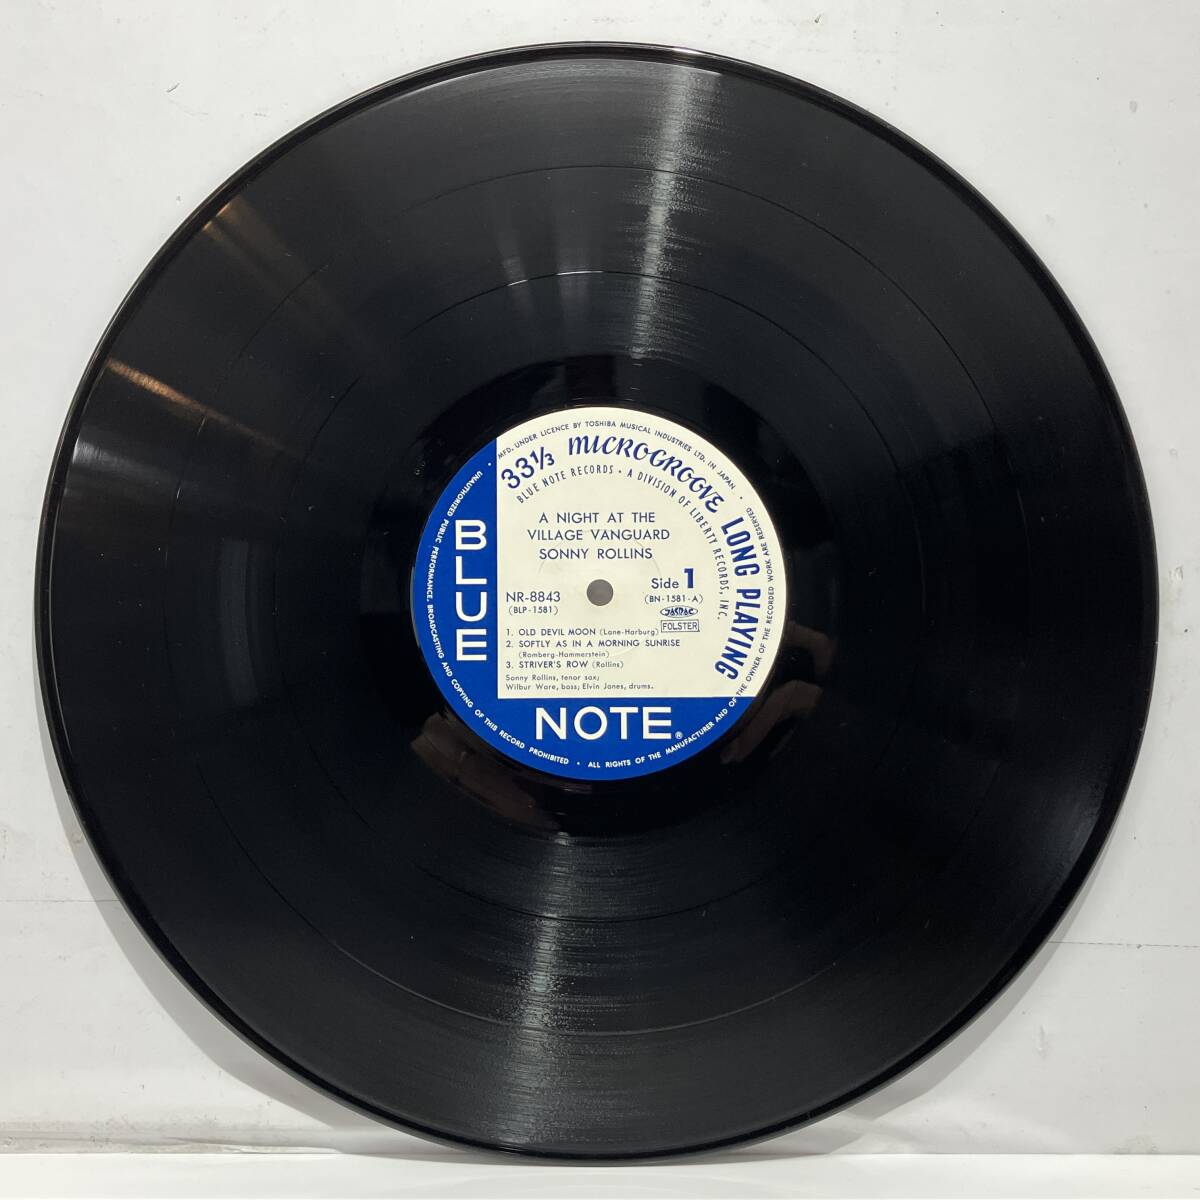 MFD. UNDER LICENCE BY TOSHIBA MUSICAL INDUSTRIES LTD. IN JAPAN •
33 1/3 MICROGROOVE LONG PLAYING
BLUE NOTE RECORDS • A DIVISION OF LIBERTY RECORDS, INC.
A NIGHT AT THE
VILLAGE VANGUARD
SONNY ROLLINS
NR-8843
(BLP-1581)
Side 1
(BN-1581-A)
JASRAC
FOLSTER
1. OLD DEVIL MOON (Lane-Harburg)
2. SOFTLY AS IN A MORNING SUNRISE
(Romberg-Hammerstein)
3. STRIVER'S ROW (Rollins)
Sonny Rollins, tenor sax;
Wilbur Ware, bass; Elvin Jones, drums.
BLUE
NOTE®
UNAUTHORIZED PUBLIC PERFORMANCE, BROADCASTING AND COPYING OF THIS RECORD PROHIBITED • ALL RIGHTS OF THE MANUFACTURER AND OF THE OWNER OF THE RECORDED WORK ARE RESERVED